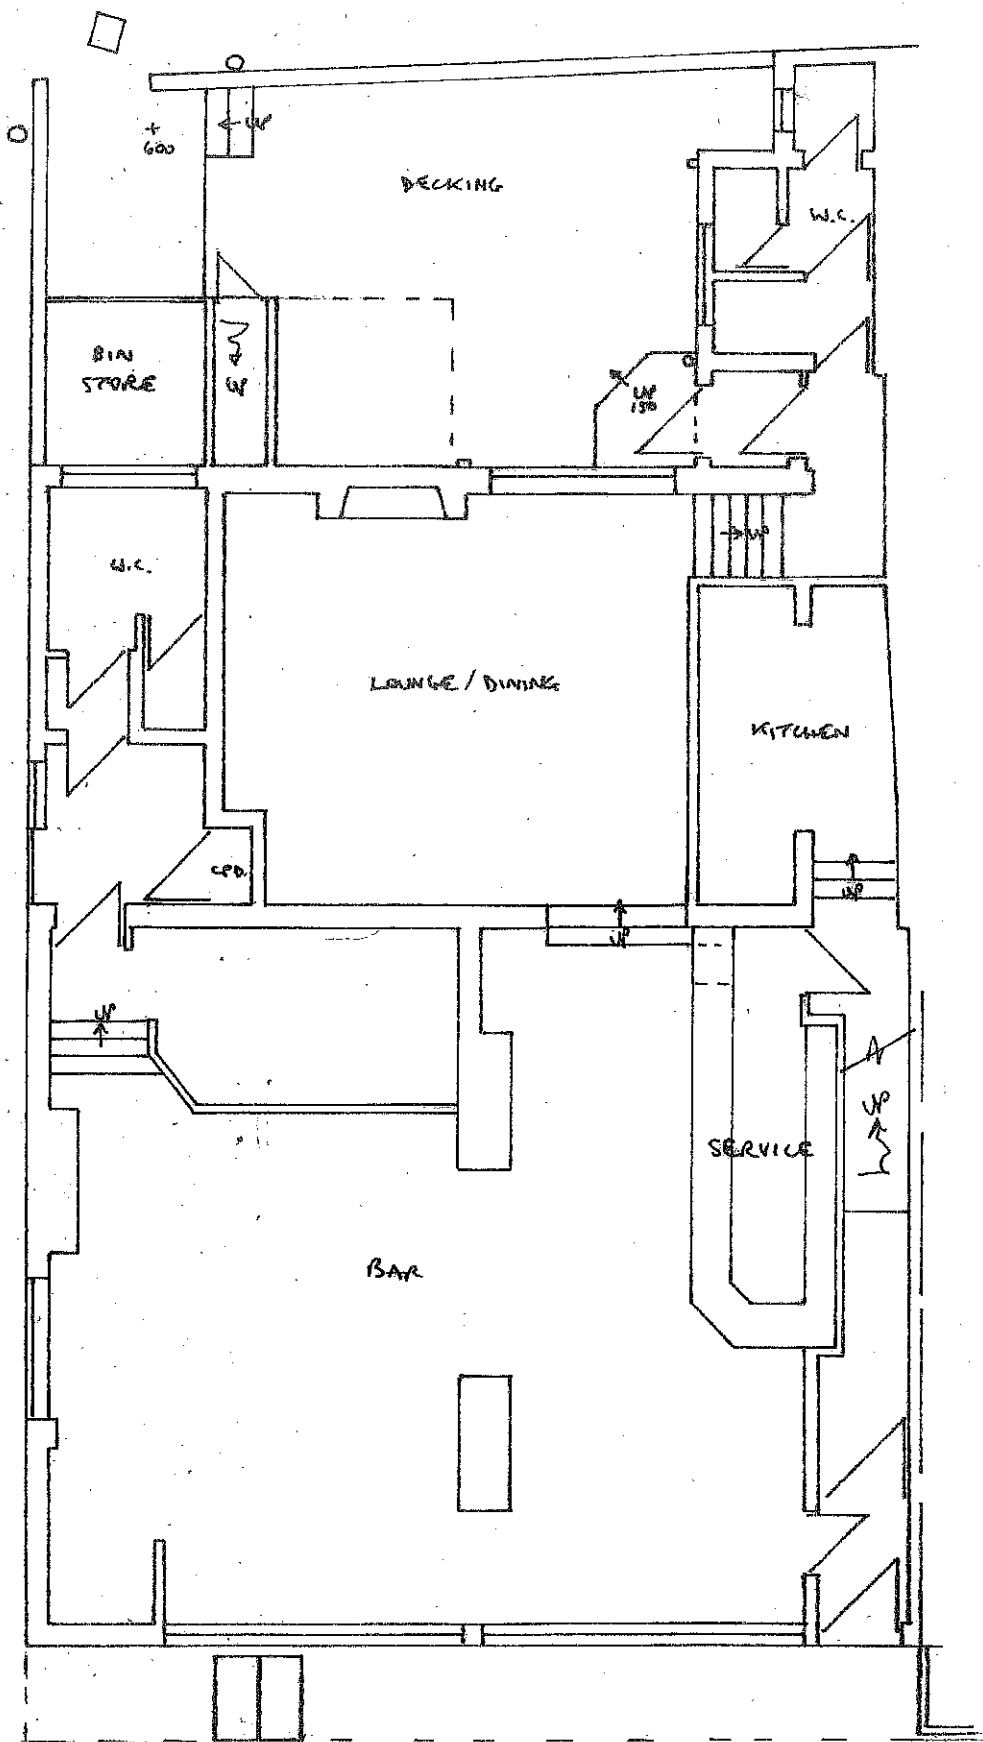 UP
+
600
DECKING
W.C.
BIN
STORE
UP
UP
150
UP
W.C.
LOUNGE / DINING
KITCHEN
CPD.
UP
UP
UP
UP
SERVICE
BAR